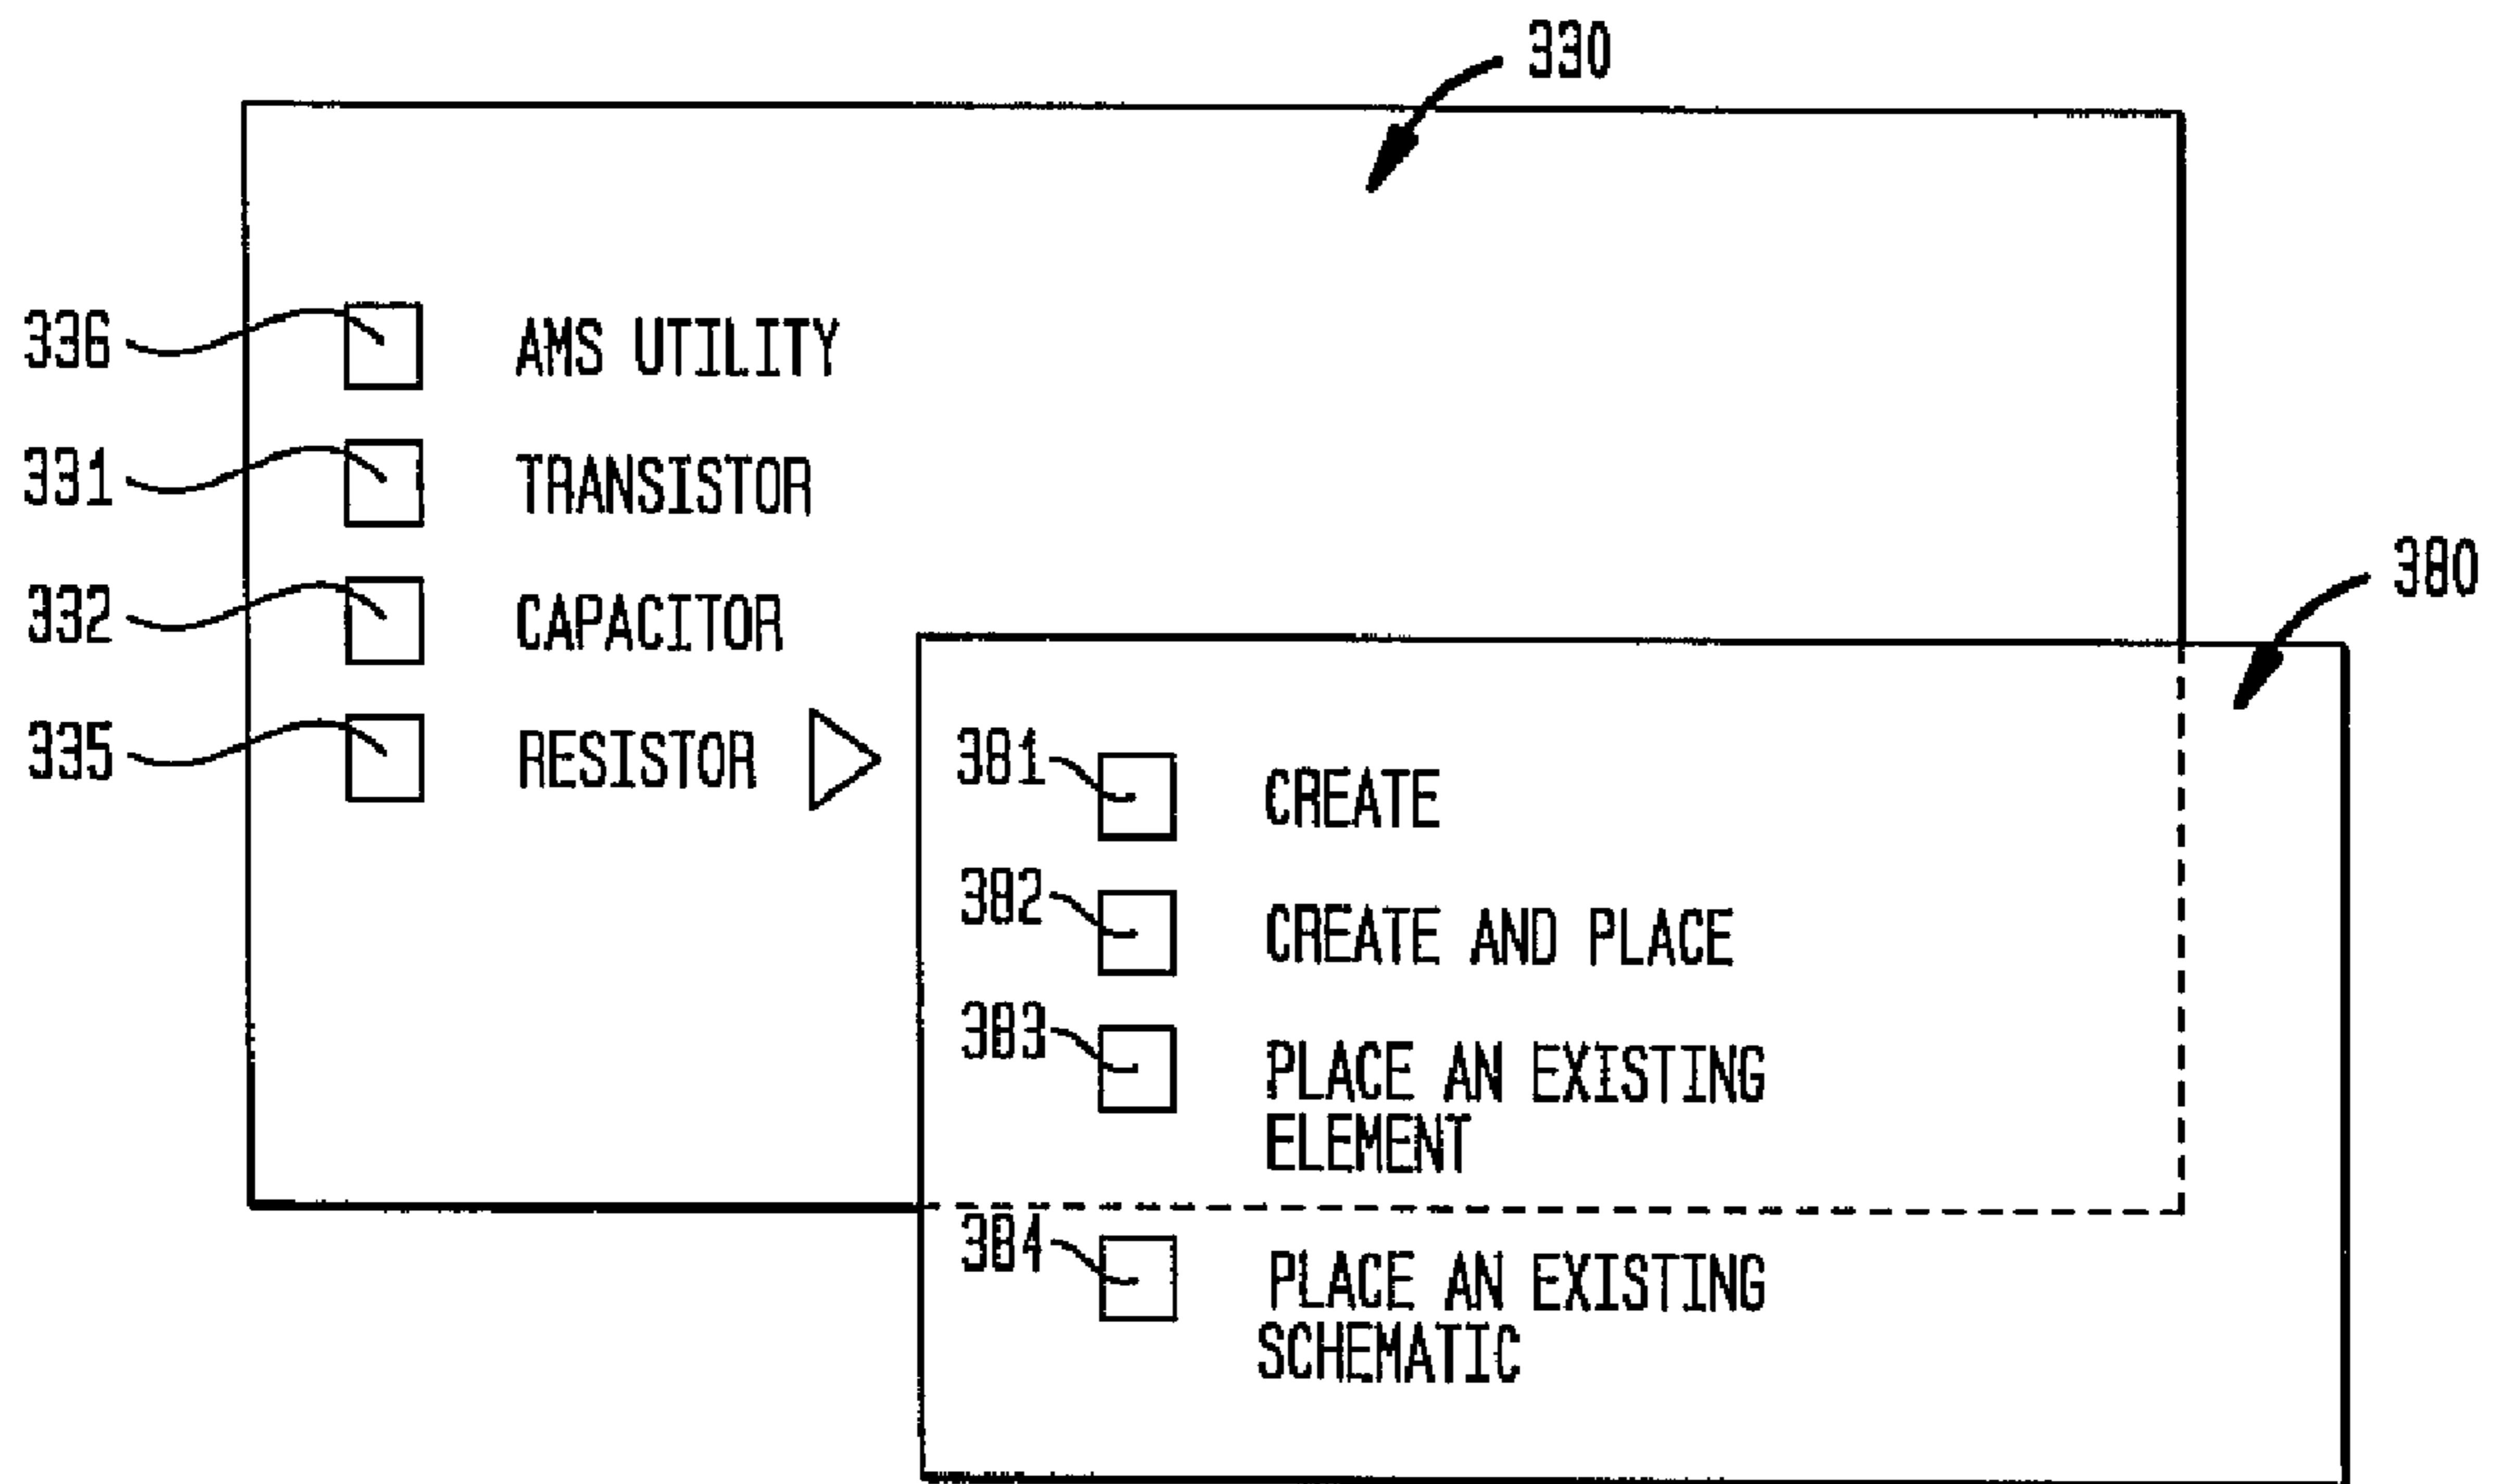 330
336 AMS UTILITY
331 TRANSISTOR
332 CAPACITOR
335 RESISTOR
380
381 CREATE
382 CREATE AND PLACE
383 PLACE AN EXISTING
ELEMENT
384 PLACE AN EXISTING
SCHEMATIC